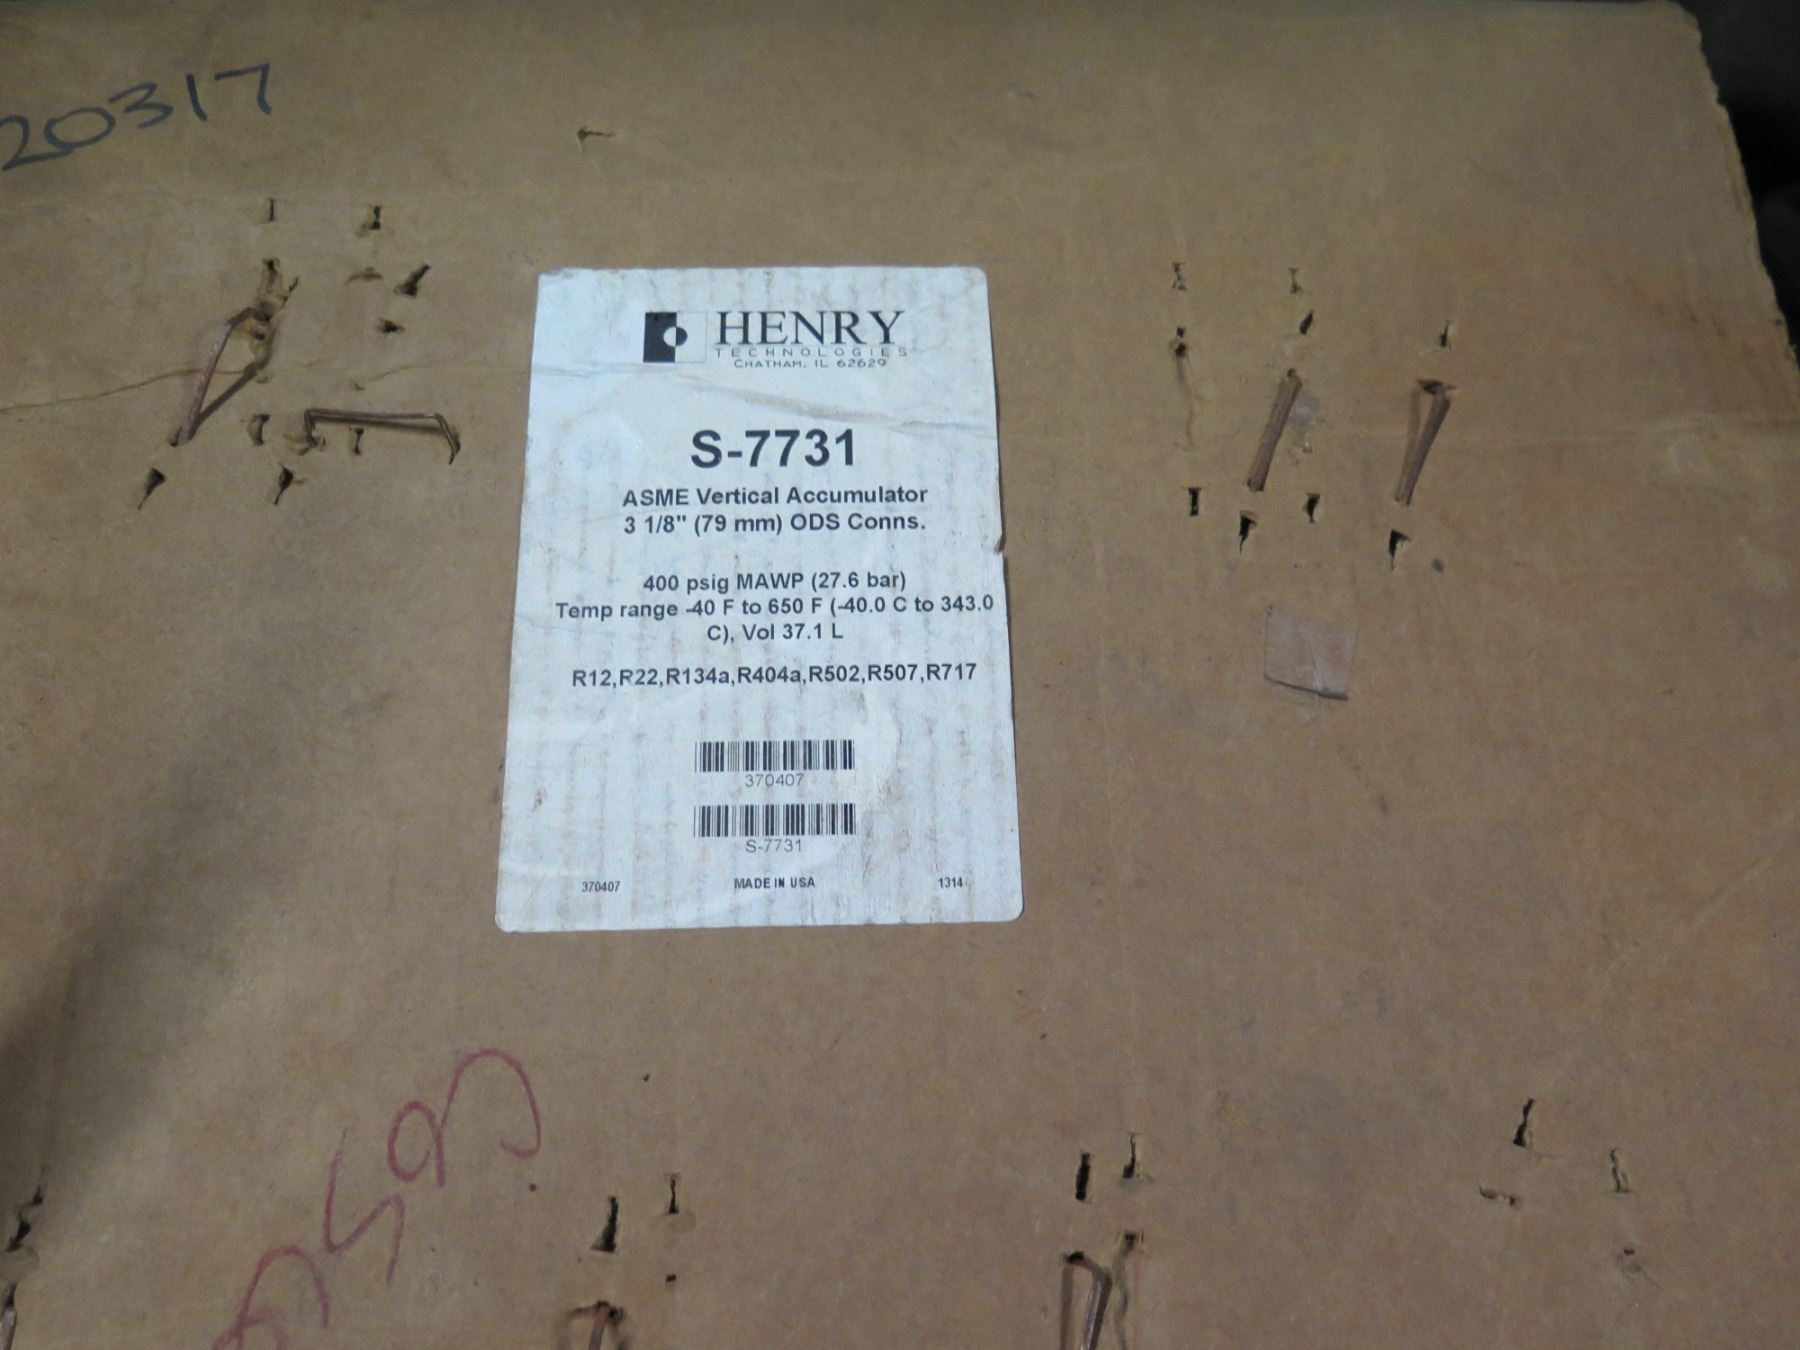 20317
HENRY
TECHNOLOGIES
CHATHAM, IL 62629
S-7731
ASME Vertical Accumulator
3 1/8" (79 mm) ODS Conns.
400 psig MAWP (27.6 bar)
Temp range -40 F to 650 F (-40.0 C to 343.0
C), Vol 37.1 L
R12,R22,R134a,R404a,R502,R507,R717
370407
S-7731
370407 MADE IN USA 1314